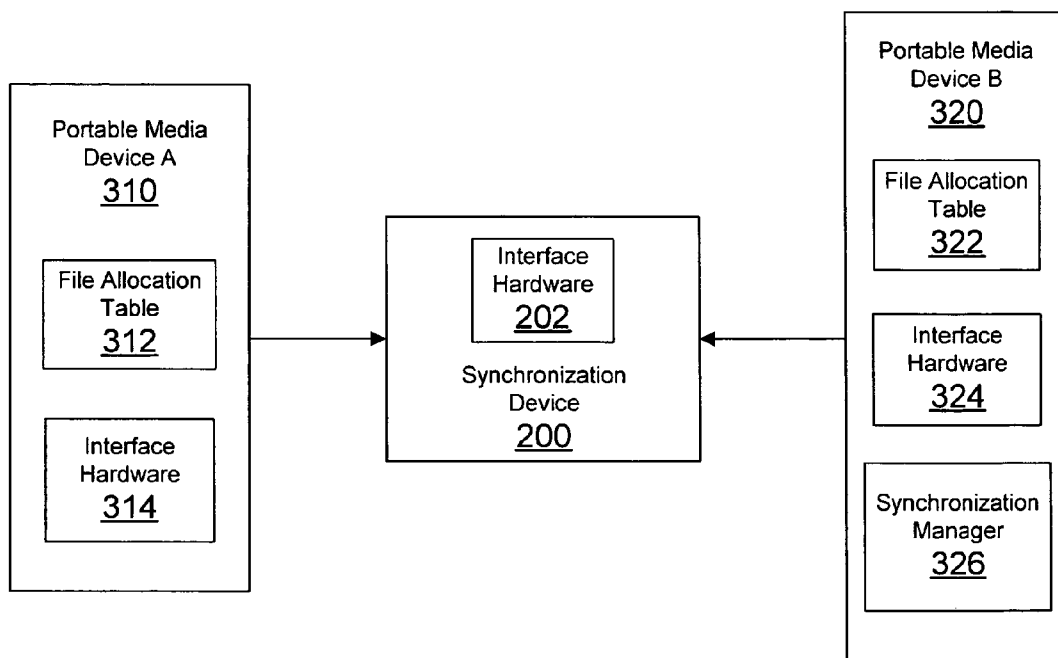 Portable Media
Device A
310
File Allocation
Table
312
Interface
Hardware
314
Interface
Hardware
202
Synchronization
Device
200
Portable Media
Device B
320
File Allocation
Table
322
Interface
Hardware
324
Synchronization
Manager
326